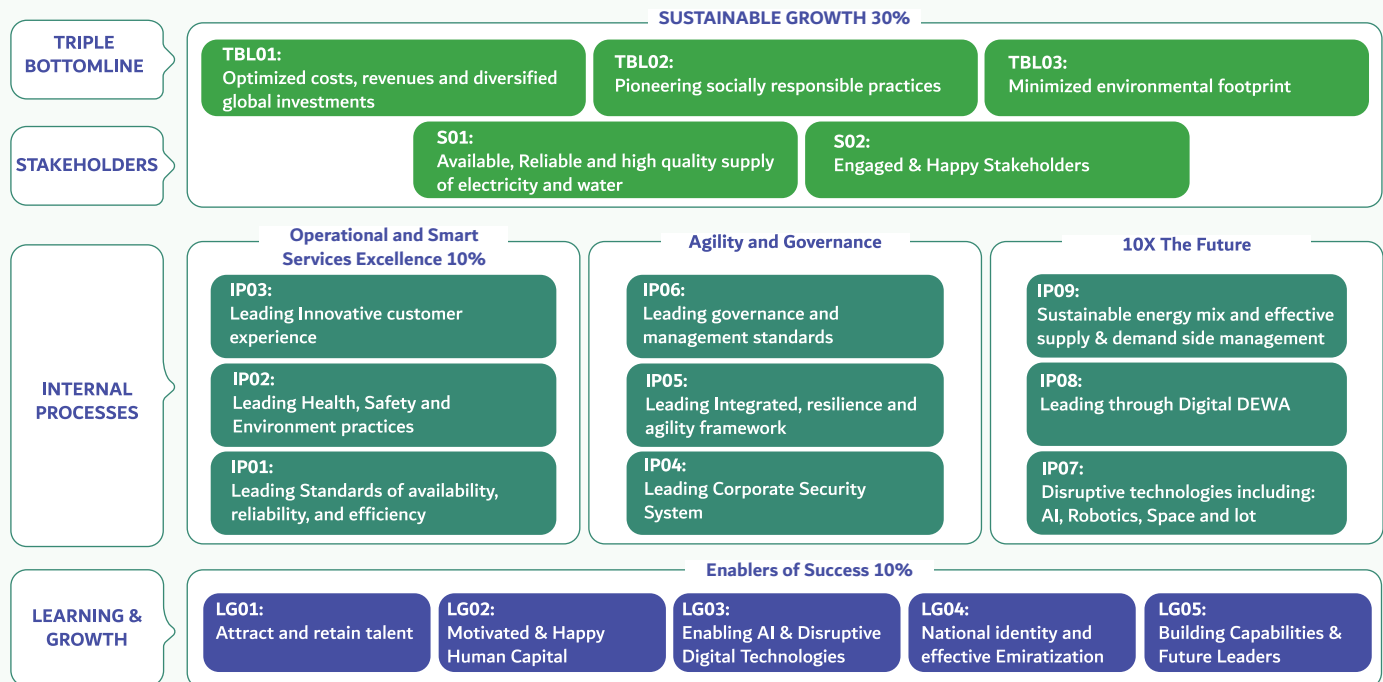 TRIPLE
BOTTOMLINE
SUSTAINABLE GROWTH 30%
TBL01:
Optimized costs, revenues and diversified
global investments
TBL02:
Pioneering socially responsible practices
TBL03:
Minimized environmental footprint
STAKEHOLDERS
S01:
Available, Reliable and high quality supply
of electricity and water
S02:
Engaged & Happy Stakeholders
INTERNAL
PROCESSES
Operational and Smart
Services Excellence 10%
IP03:
Leading Innovative customer
experience
IP02:
Leading Health, Safety and
Environment practices
IP01:
Leading Standards of availability,
reliability, and efficiency
Agility and Governance
IP06:
Leading governance and
management standards
IP05:
Leading Integrated, resilience and
agility framework
IP04:
Leading Corporate Security
System
10X The Future
IP09:
Sustainable energy mix and effective
supply & demand side management
IP08:
Leading through Digital DEWA
IP07:
Disruptive technologies including:
AI, Robotics, Space and lot
LEARNING &
GROWTH
Enablers of Success 10%
LG01:
Attract and retain talent
LG02:
Motivated & Happy
Human Capital
LG03:
Enabling AI & Disruptive
Digital Technologies
LG04:
National identity and
effective Emiratization
LG05:
Building Capabilities &
Future Leaders